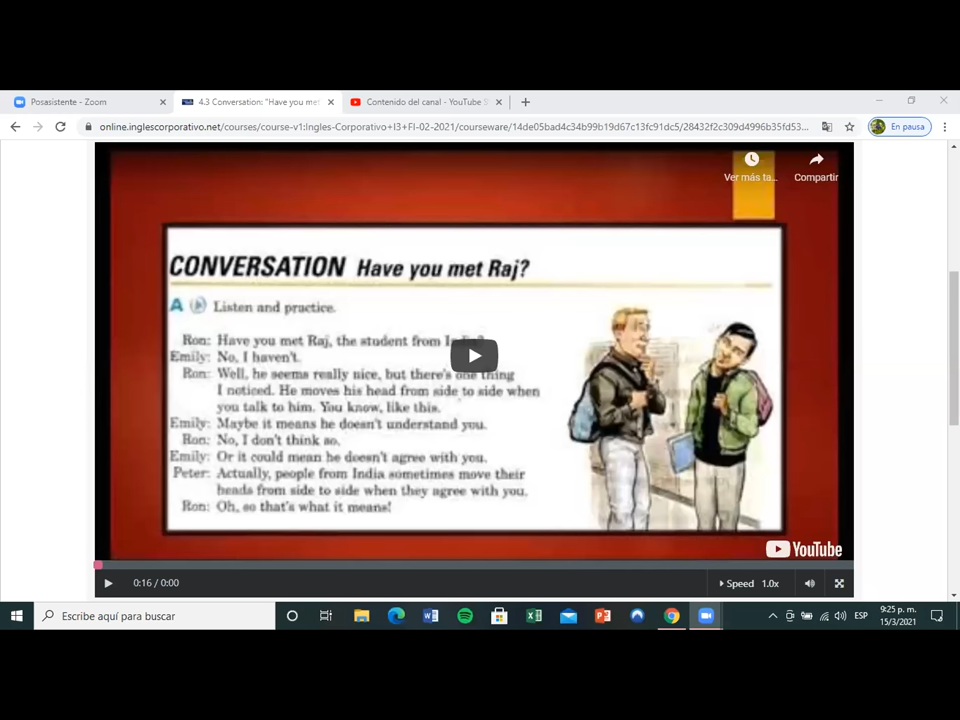 Posasistente - Zoom
4.3 Conversation: "Have you met
Contenido del canal - YouTube S
online.inglescorporativo.net/courses/course-v1:Ingles-Corporativo+I3+FI-02-2021/courseware/14de05bad4c34b99b19d67c13fc91dc5/28432f2c309d4996b35fd53...
En pausa
Ver más ta...
Compartir
CONVERSATION Have you met Raj?
A Listen and practice.
Ron: Have you met Raj, the student from
Emily: No, I haven't.
Ron: Well, he seems really nice, but there's one thing
I noticed. He moves his head from side to side when
you talk to him. You know, like this.
Emily: Maybe it means he doesn't understand you.
Ron: No, I don't think so.
Emily: Or it could mean he doesn't agree with you.
Peter: Actually, people from India sometimes move their
heads from side to side when they agree with you.
Ron: Oh, so that's what it means!
YouTube
0:16 / 0:00
Speed 1.0x
Escribe aquí para buscar
ESP
9:25 p. m.
15/3/2021